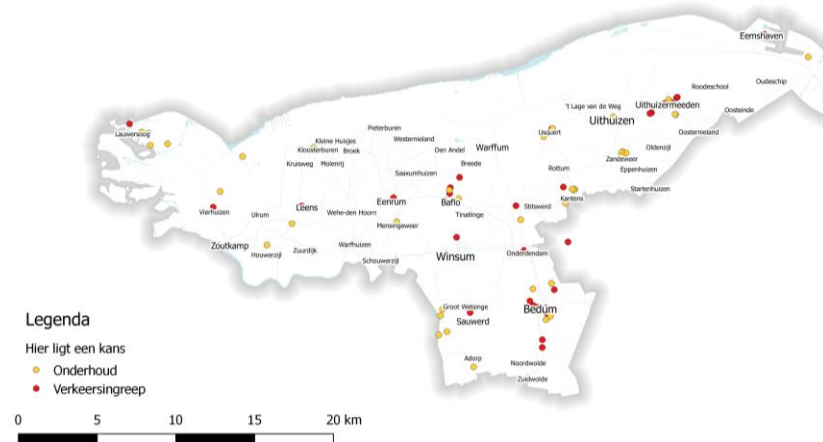 Eemshaven
Oudeschip
Roodeschool
't Lage van de Weg
Uithuizermeeden
Oosteinde
Lauwersoog
Pieterburen
Usquert
Uithuizen
Oosternieland
Kleine Huisjes
Westernieland
Kloosterburen
Broek
Den Andel
Warffum
Oldenzijl
Zandeweer
Kruisweg
Molenrij
Breede
Rottum
Eppenhuizen
Saaxumhuizen
Startenhuizen
Kantens
Vierhuizen
Leens
Eenrum
Baflo
Stitswerd
Ulrum
Wehe-den Hoorn
Tinallinge
Mensingeweer
Zoutkamp
Houwerzijl
Zuurdijk
Warfhuizen
Schouwerzijl
Winsum
Onderdendam
Groot Wetsinge
Sauwerd
Bedum
Adorp
Noordwolde
Zuidwolde
Legenda
Hier ligt een kans
Onderhoud
Verkeersingreep
0 5 10 15 20 km